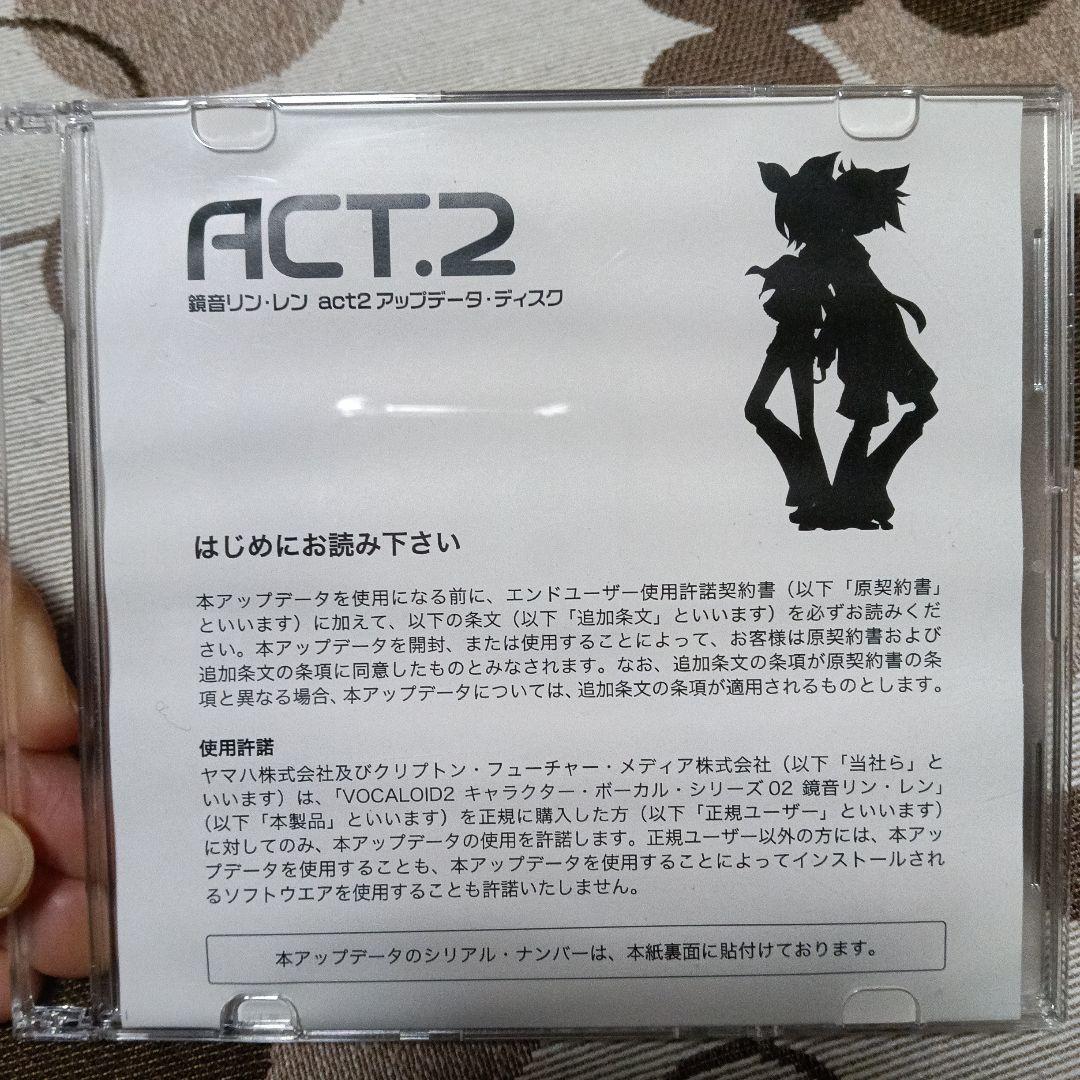 ACT.2
鏡音リン・レン act2 アップデータ・ディスク
はじめにお読み下さい
本アップデータを使用になる前に、エンドユーザー使用許諾契約書（以下「原契約書」
といいます）に加えて、以下の条文（以下「追加条文」といいます）を必ずお読みくだ
さい。本アップデータを開封、または使用することによって、お客様は原契約書および
追加条文の条項に同意したものとみなされます。なお、追加条文の条項が原契約書の条
項と異なる場合、本アップデータについては、追加条文の条項が適用されるものとします。
使用許諾
ヤマハ株式会社及びクリプトン・フューチャー・メディア株式会社（以下「当社ら」と
いいます）は、「VOCALOID2 キャラクター・ボーカル・シリーズ 02 鏡音リン・レン」
（以下「本製品」といいます）を正規に購入した方（以下「正規ユーザー」といいます）
に対してのみ、本アップデータの使用を許諾します。正規ユーザー以外の方には、本アッ
プデータを使用することも、本アップデータを使用することによってインストールされ
るソフトウエアを使用することも許諾いたしません。
本アップデータのシリアル・ナンバーは、本紙裏面に貼付けております。